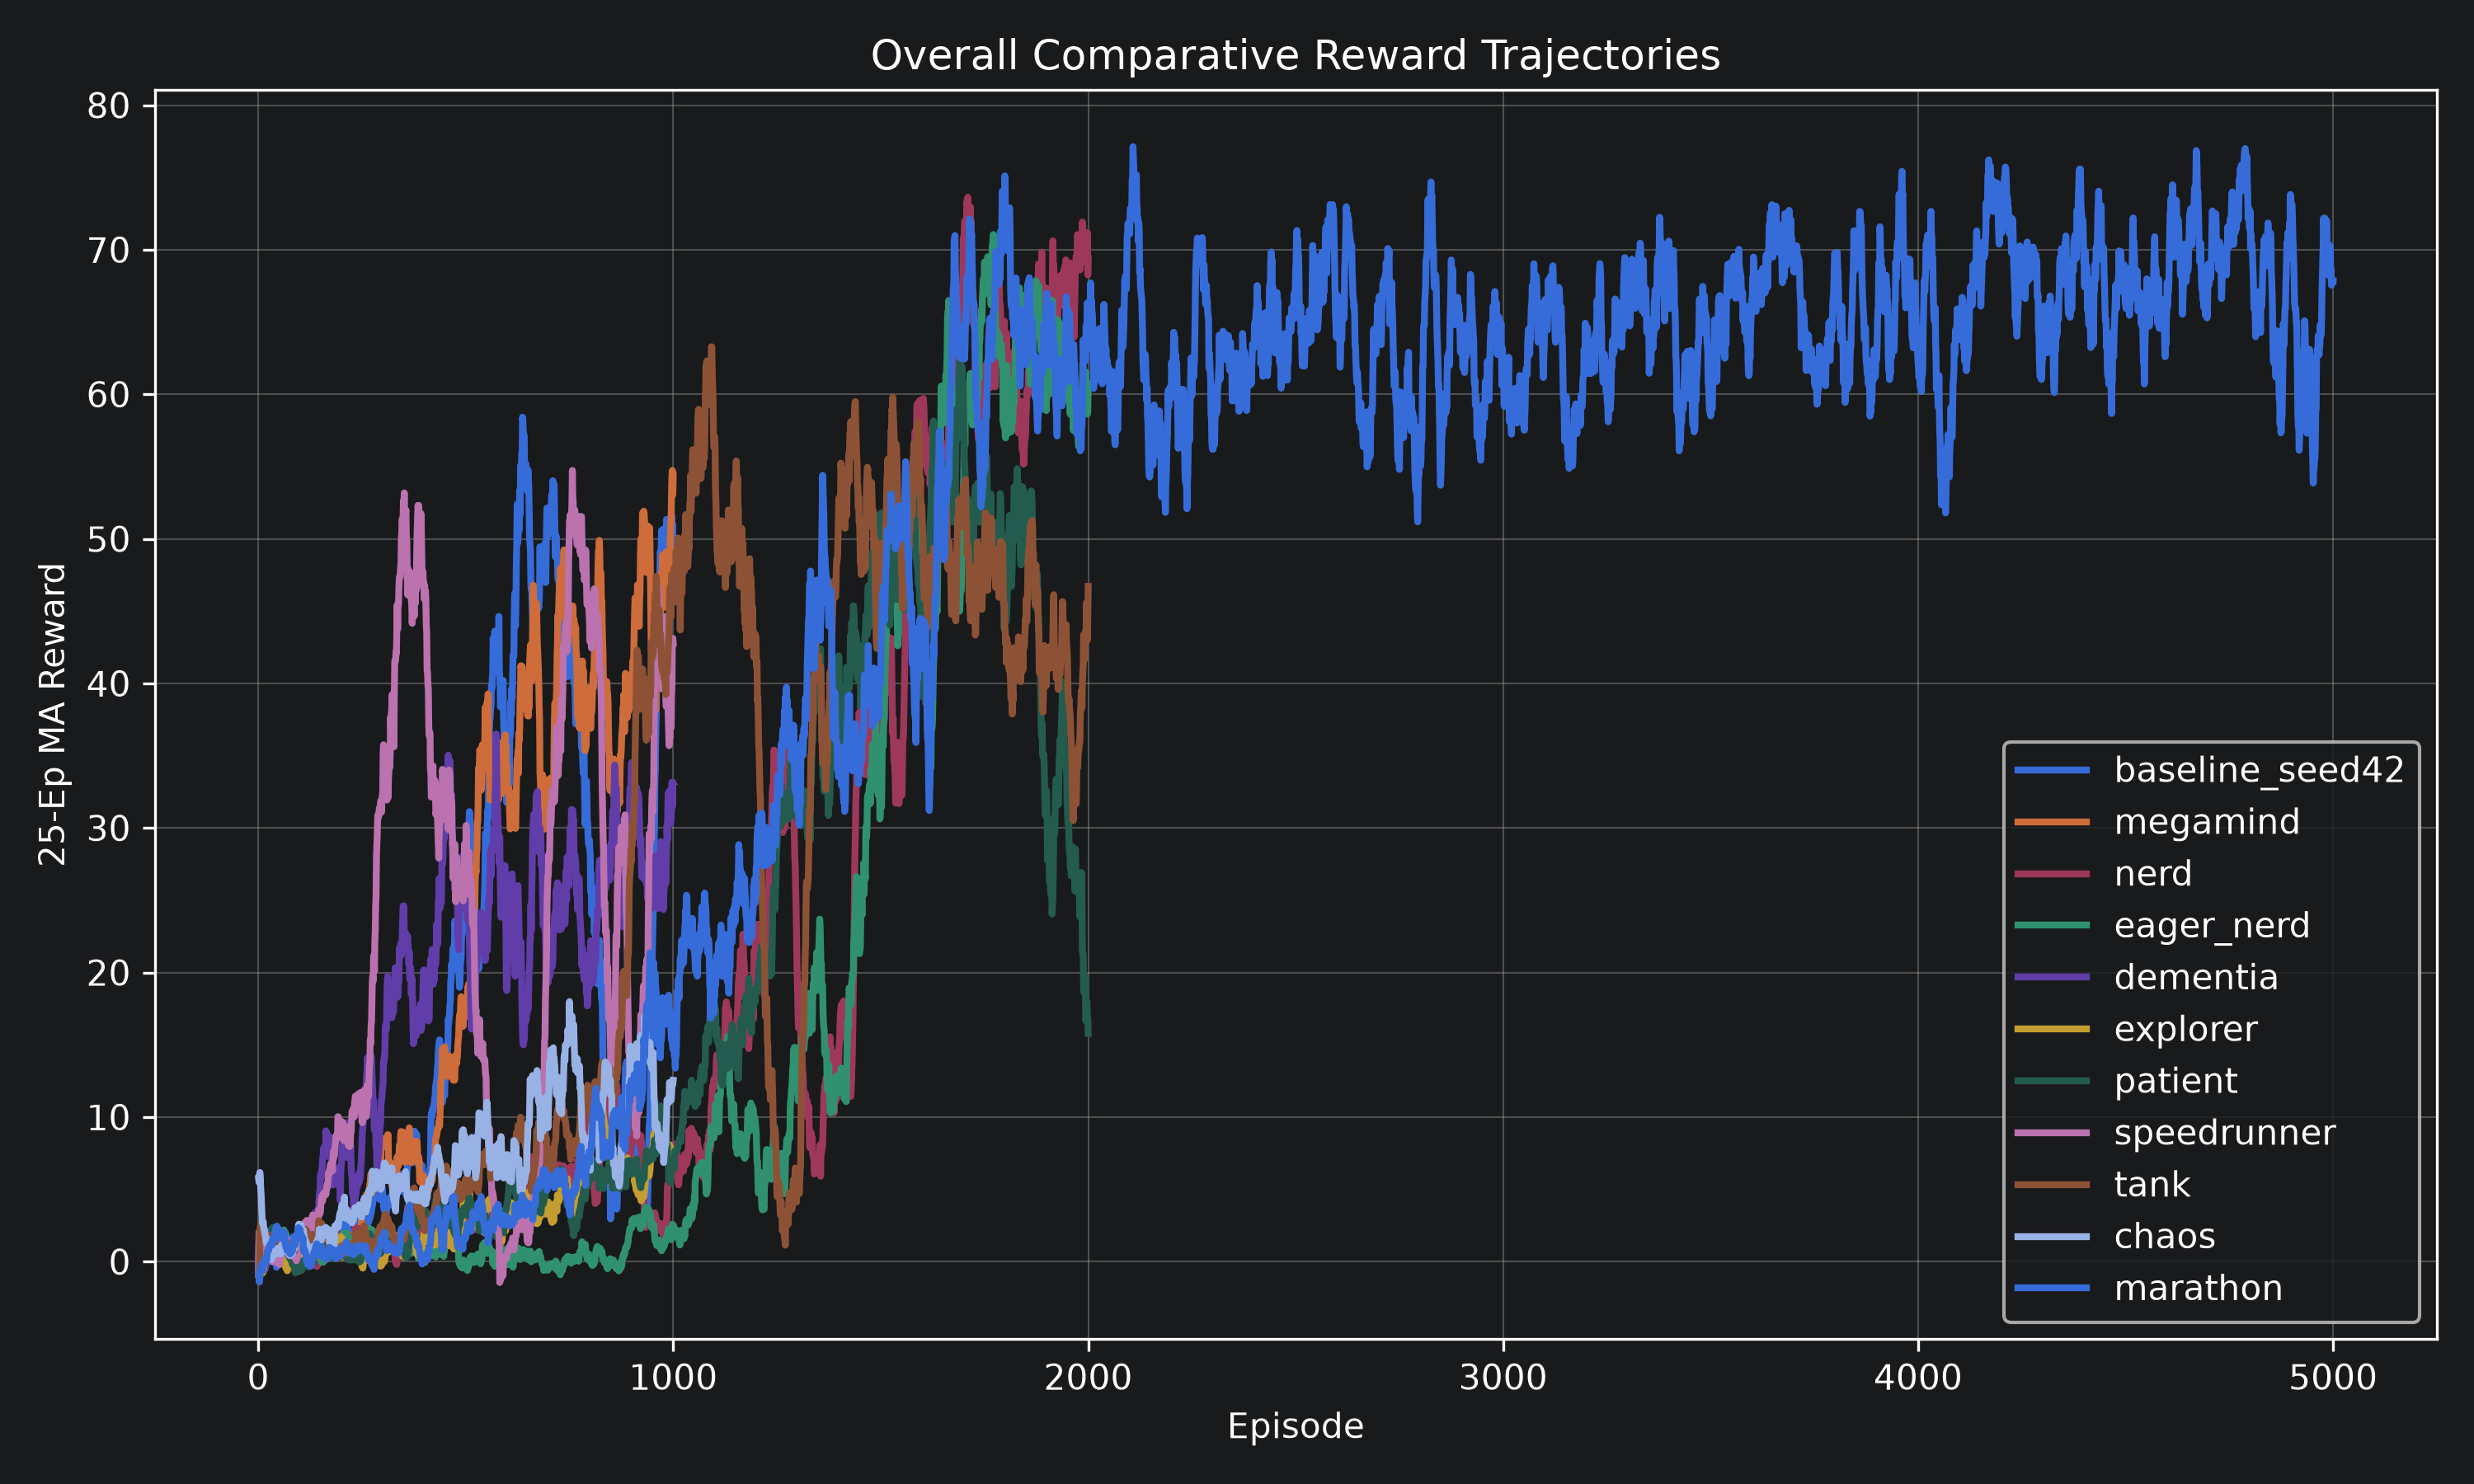 Overall Comparative Reward Trajectories
80
70
60
50
40
30
20
10
0
25-Ep MA Reward
baseline_seed42
megamind
nerd
eager_nerd
dementia
explorer
patient
speedrunner
tank
chaos
marathon
0 1000 2000 3000 4000 5000
Episode